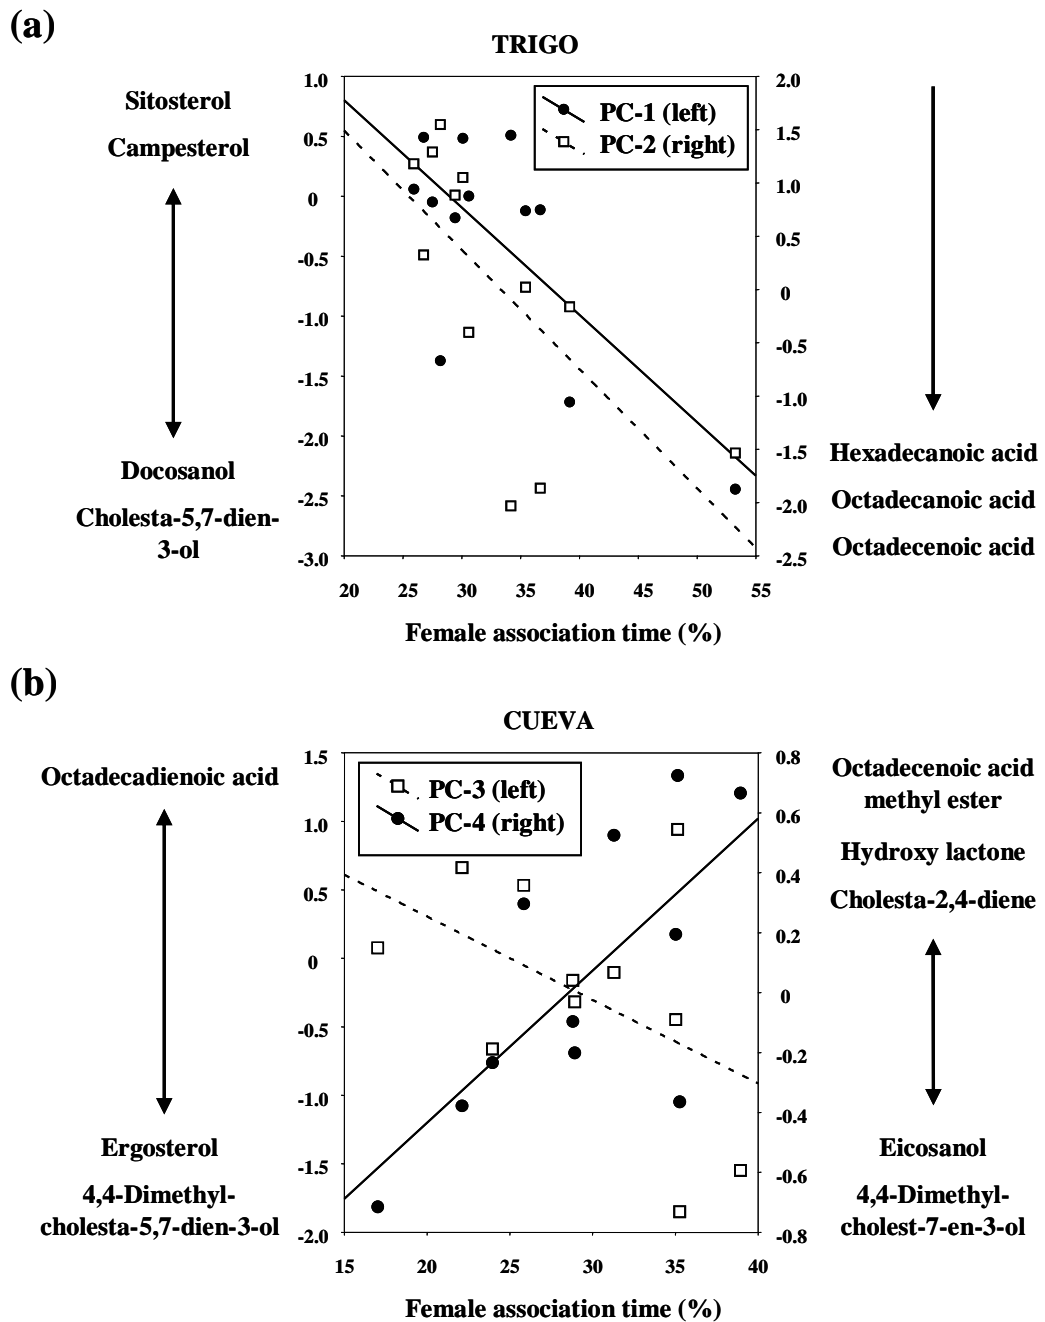 (a)
TRIGO
Sitosterol
Campesterol
Docosanol
Cholesta-5,7-dien-
3-ol
1.0
0.5
0
-0.5
-1.0
-1.5
-2.0
-2.5
-3.0
PC-1 (left)
PC-2 (right)
2.0
1.5
1.0
0.5
0
-0.5
-1.0
-1.5
-2.0
-2.5
Hexadecanoic acid
Octadecanoic acid
Octadecenoic acid
20 25 30 35 40 45 50 55
Female association time (%)
(b)
CUEVA
Octadecadienoic acid
Ergosterol
4,4-Dimethyl-
cholesta-5,7-dien-3-ol
1.5
1.0
0.5
0
-0.5
-1.0
-1.5
-2.0
PC-3 (left)
PC-4 (right)
0.8
0.6
0.4
0.2
0
-0.2
-0.4
-0.6
-0.8
Octadecenoic acid
methyl ester
Hydroxy lactone
Cholesta-2,4-diene
Eicosanol
4,4-Dimethyl-
cholest-7-en-3-ol
15 20 25 30 35 40
Female association time (%)